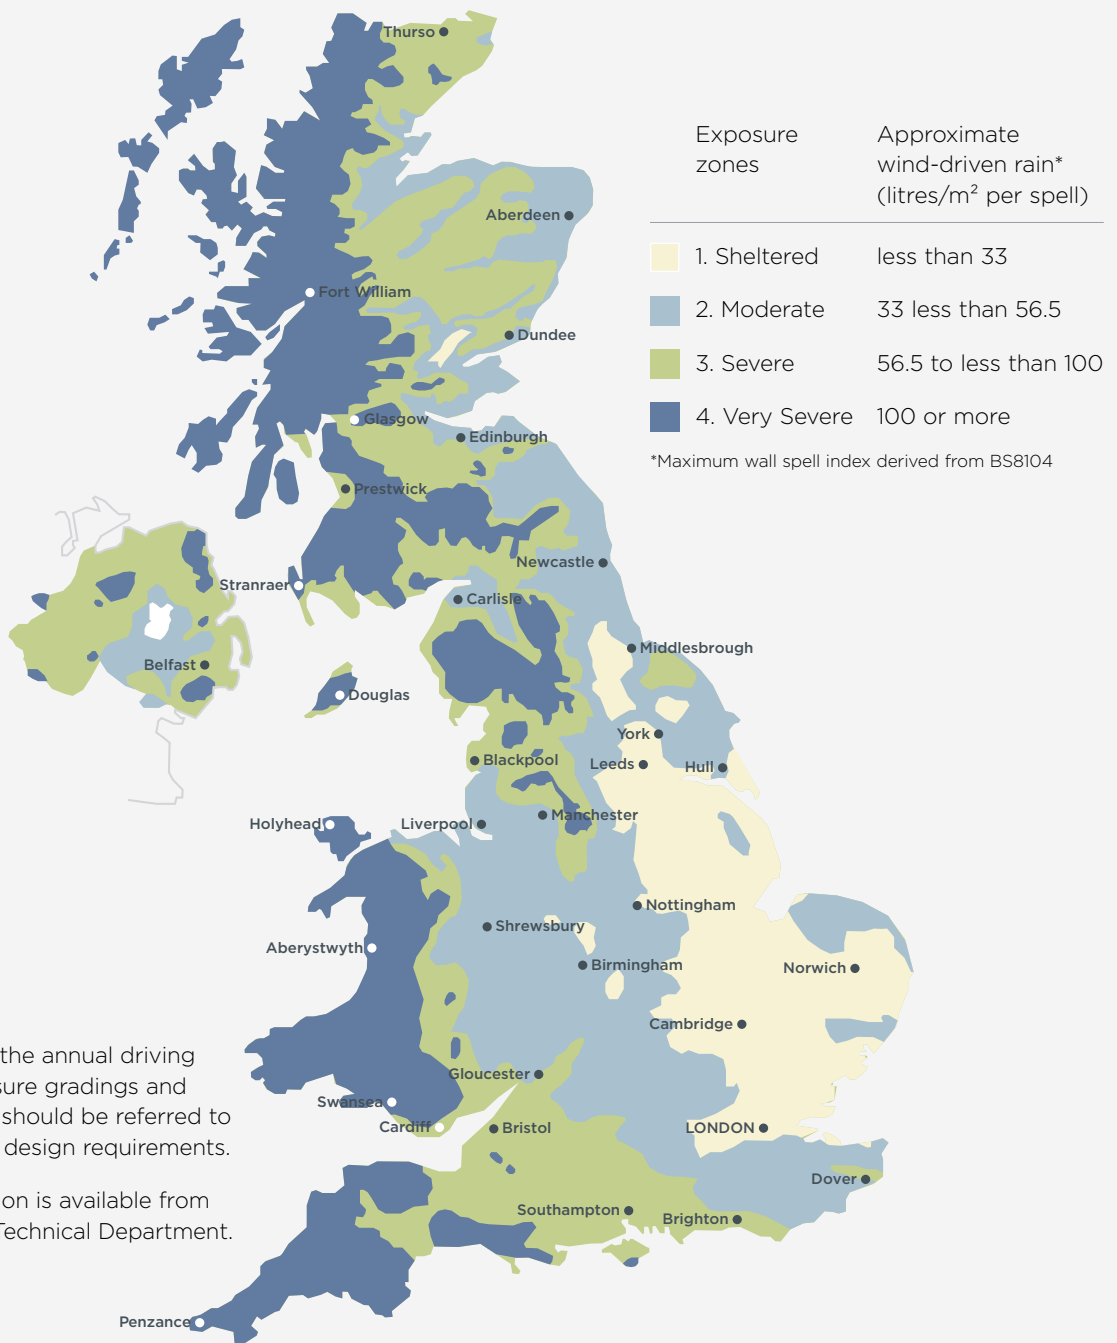 Thurso
Exposure
zones
Approximate
wind-driven rain*
(litres/m² per spell)
1. Sheltered less than 33
2. Moderate 33 less than 56.5
3. Severe 56.5 to less than 100
4. Very Severe 100 or more
*Maximum wall spell index derived from BS8104
Aberdeen
Fort William
Dundee
Glasgow
Edinburgh
Prestwick
Newcastle
Stranraer
Carlisle
Middlesbrough
Belfast
Douglas
York
Blackpool
Leeds
Hull
Manchester
Holyhead
Liverpool
Nottingham
Shrewsbury
Birmingham
Norwich
Aberystwyth
Cambridge
Gloucester
Swansea
Cardiff
Bristol
LONDON
Dover
Southampton
Brighton
Penzance
the annual driving
sure gradings and
should be referred to
design requirements.
on is available from
Technical Department.